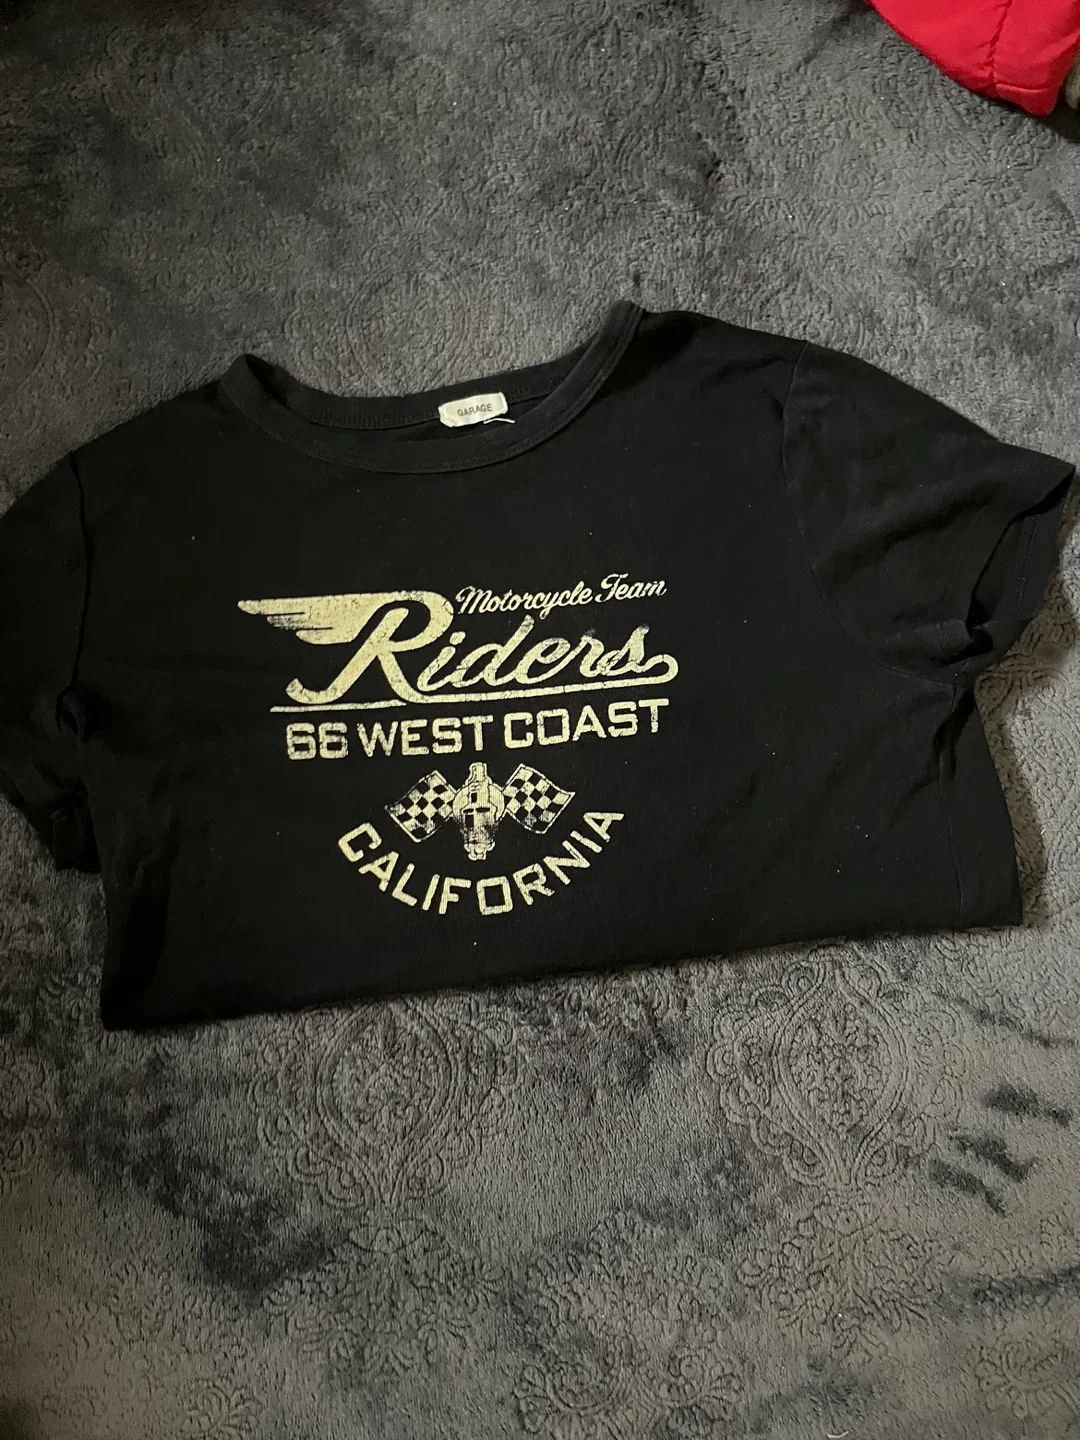 GARAGE
Motorcycle Team
Riders
66 WEST COAST
CALIFORNIA